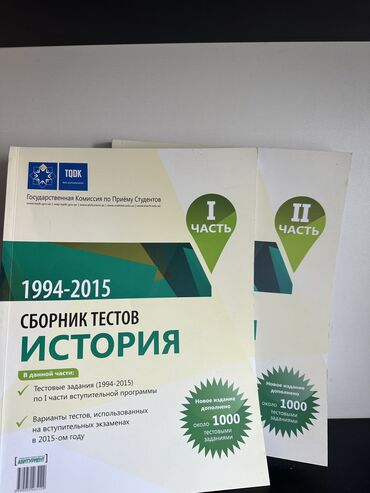 TQDK
Государственная Комиссия по Приёму Студентов
I
ЧАСТЬ
II
ЧАСТЬ
1994-2015
СБОРНИК ТЕСТОВ
ИСТОРИЯ
В данной части:
Тестовые задания (1994-2015)
по I части вступительной программы
Варианты тестов, использованных
на вступительных экзаменах
в 2015-ом году
Новое издание
дополнено
около 1000
тестовыми
заданиями
Новое издание
дополнено
около 1000
тестовыми
заданиями
АБИТУРИЕНТ